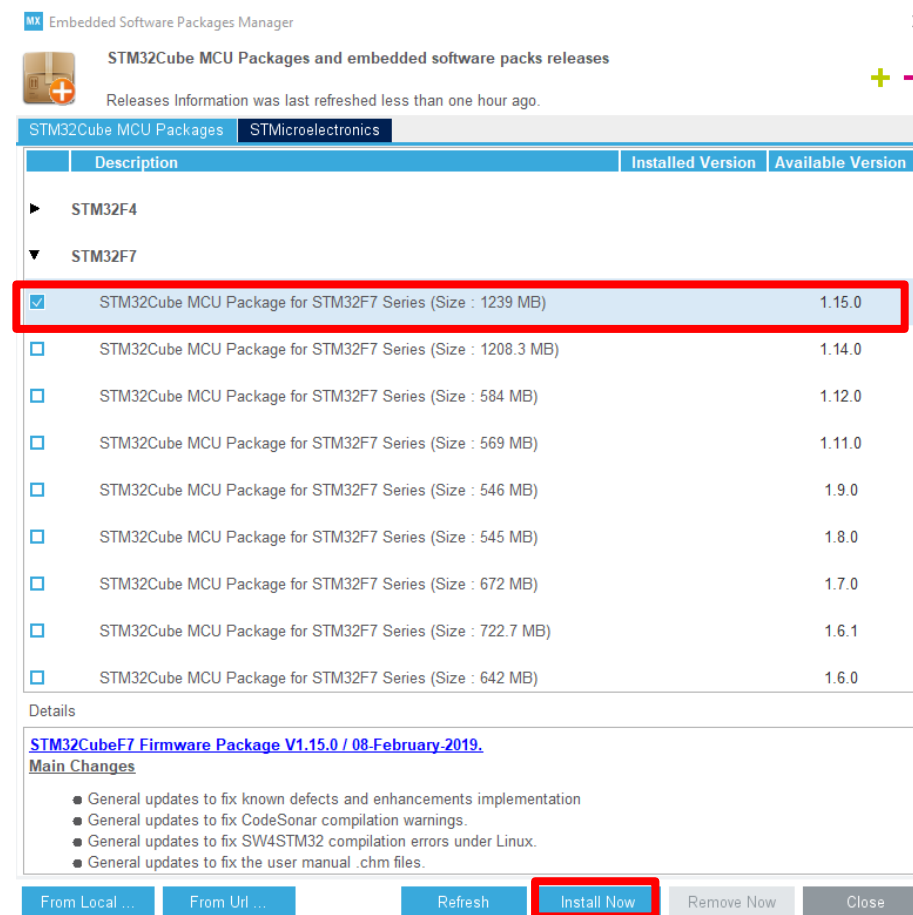 MX Embedded Software Packages Manager
STM32Cube MCU Packages and embedded software packs releases
Releases Information was last refreshed less than one hour ago.
STM32Cube MCU Packages STMicroelectronics
Description Installed Version Available Version
STM32F4
STM32F7
STM32Cube MCU Package for STM32F7 Series (Size : 1239 MB) 1.15.0
STM32Cube MCU Package for STM32F7 Series (Size : 1208.3 MB) 1.14.0
STM32Cube MCU Package for STM32F7 Series (Size : 584 MB) 1.12.0
STM32Cube MCU Package for STM32F7 Series (Size : 569 MB) 1.11.0
STM32Cube MCU Package for STM32F7 Series (Size : 546 MB) 1.9.0
STM32Cube MCU Package for STM32F7 Series (Size : 545 MB) 1.8.0
STM32Cube MCU Package for STM32F7 Series (Size : 672 MB) 1.7.0
STM32Cube MCU Package for STM32F7 Series (Size : 722.7 MB) 1.6.1
STM32Cube MCU Package for STM32F7 Series (Size : 642 MB) 1.6.0
Details
STM32CubeF7 Firmware Package V1.15.0 / 08-February-2019.
Main Changes
General updates to fix known defects and enhancements implementation
General updates to fix CodeSonar compilation warnings.
General updates to fix SW4STM32 compilation errors under Linux.
General updates to fix the user manual .chm files.
From Local ... From Url ... Refresh Install Now Remove Now Close